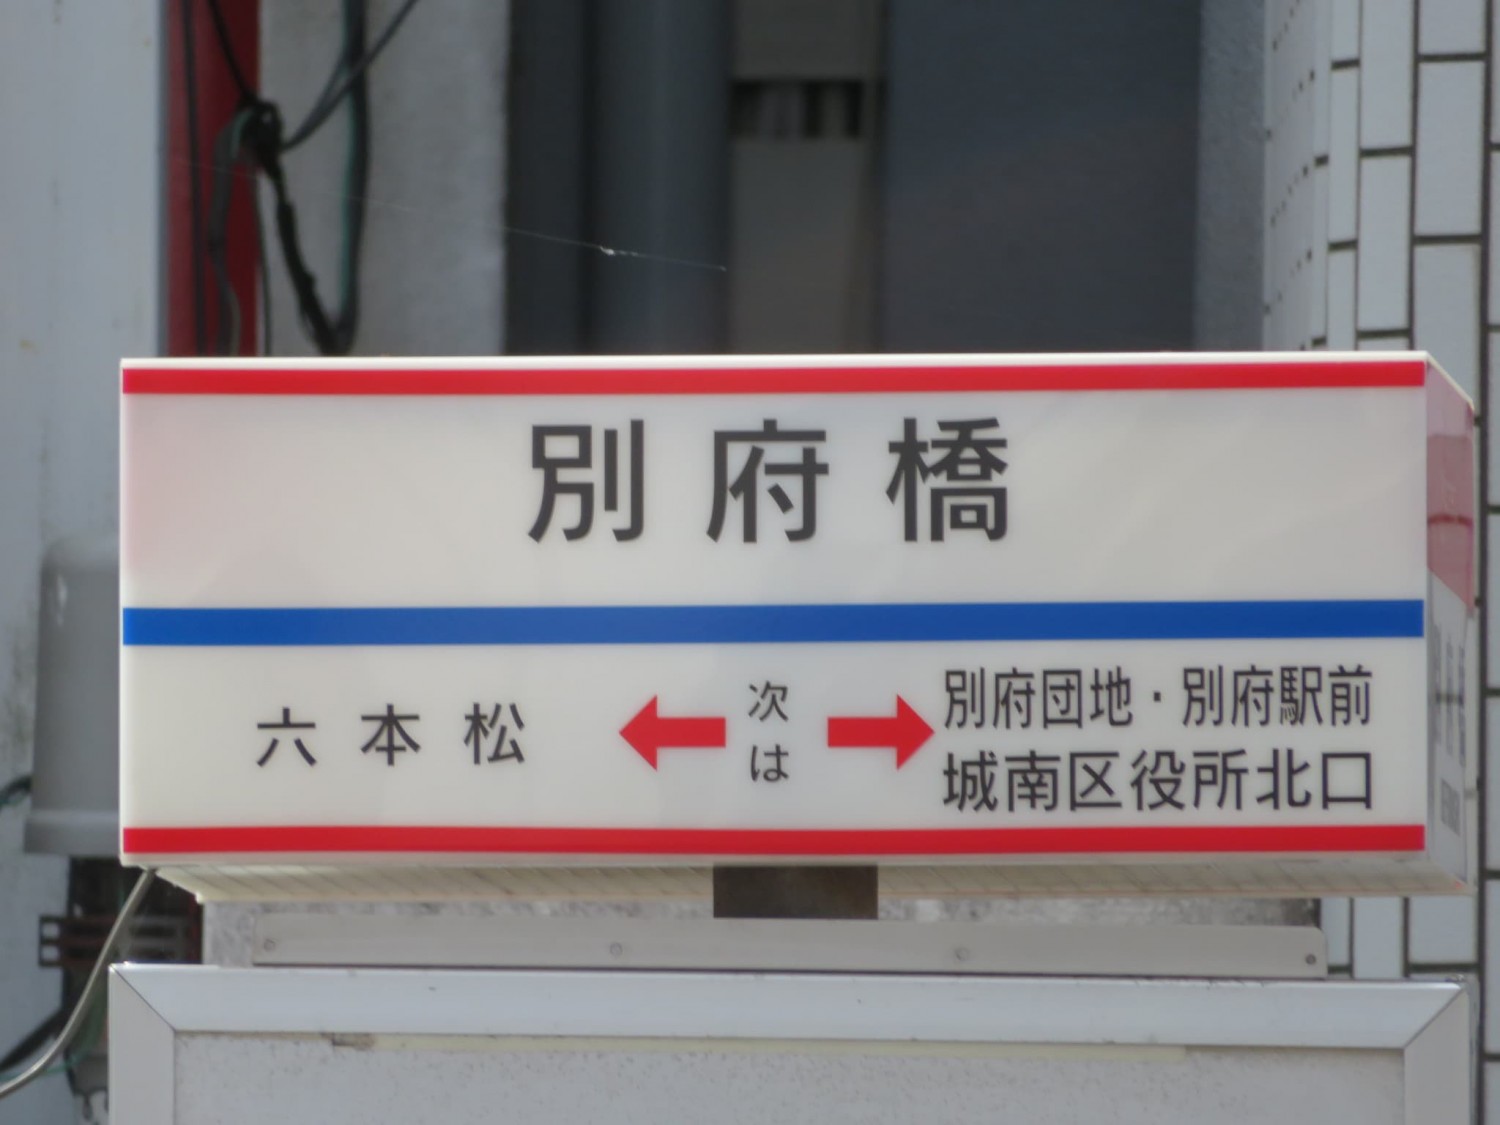 別府橋
六本松
次は
別府団地・別府駅前
城南区役所北口